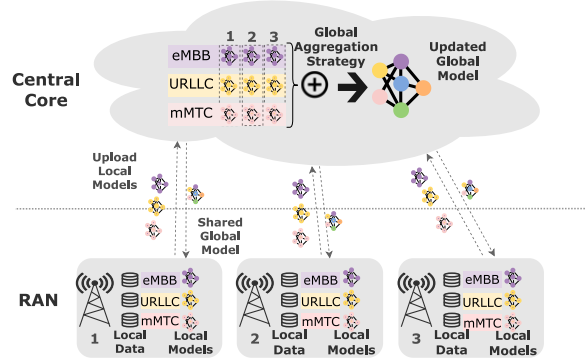 1 2 3
eMBB
URLLC
mMTC
Global
Aggregation
Strategy
Updated
Global
Model
Central
Core
Upload
Local
Models
Shared
Global
Model
RAN
eMBB
URLLC
mMTC
1
Local
Data
Local
Models
eMBB
URLLC
mMTC
2
Local
Data
Local
Models
eMBB
URLLC
mMTC
3
Local
Data
Local
Models